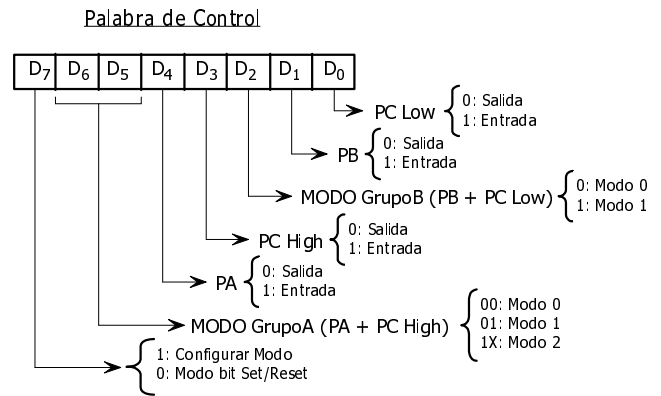 Palabra de Control
D7 D6 D5 D4 D3 D2 D1 D0
PC Low
0: Salida
1: Entrada
PB
0: Salida
1: Entrada
MODO GrupoB (PB + PC Low)
0: Modo 0
1: Modo 1
PC High
0: Salida
1: Entrada
PA
0: Salida
1: Entrada
MODO GrupoA (PA + PC High)
00: Modo 0
01: Modo 1
1X: Modo 2
1: Configurar Modo
0: Modo bit Set/Reset